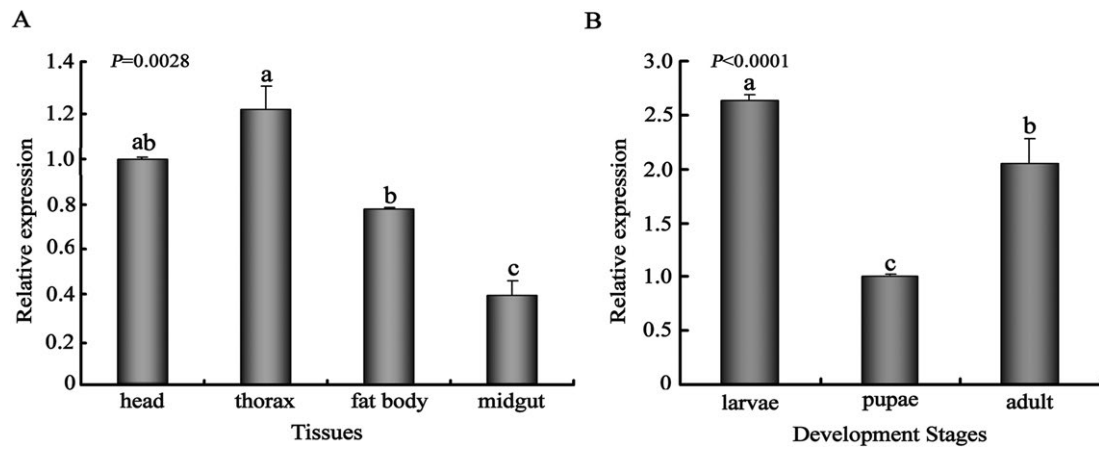 A
P=0.0028
Relative expression
1.4
1.2
1.0
0.8
0.6
0.4
0.2
0
ab
a
b
c
head thorax fat body midgut
Tissues
B
P<0.0001
Relative expression
3.0
2.5
2.0
1.5
1.0
0.5
0
a
c
b
larvae pupae adult
Development Stages